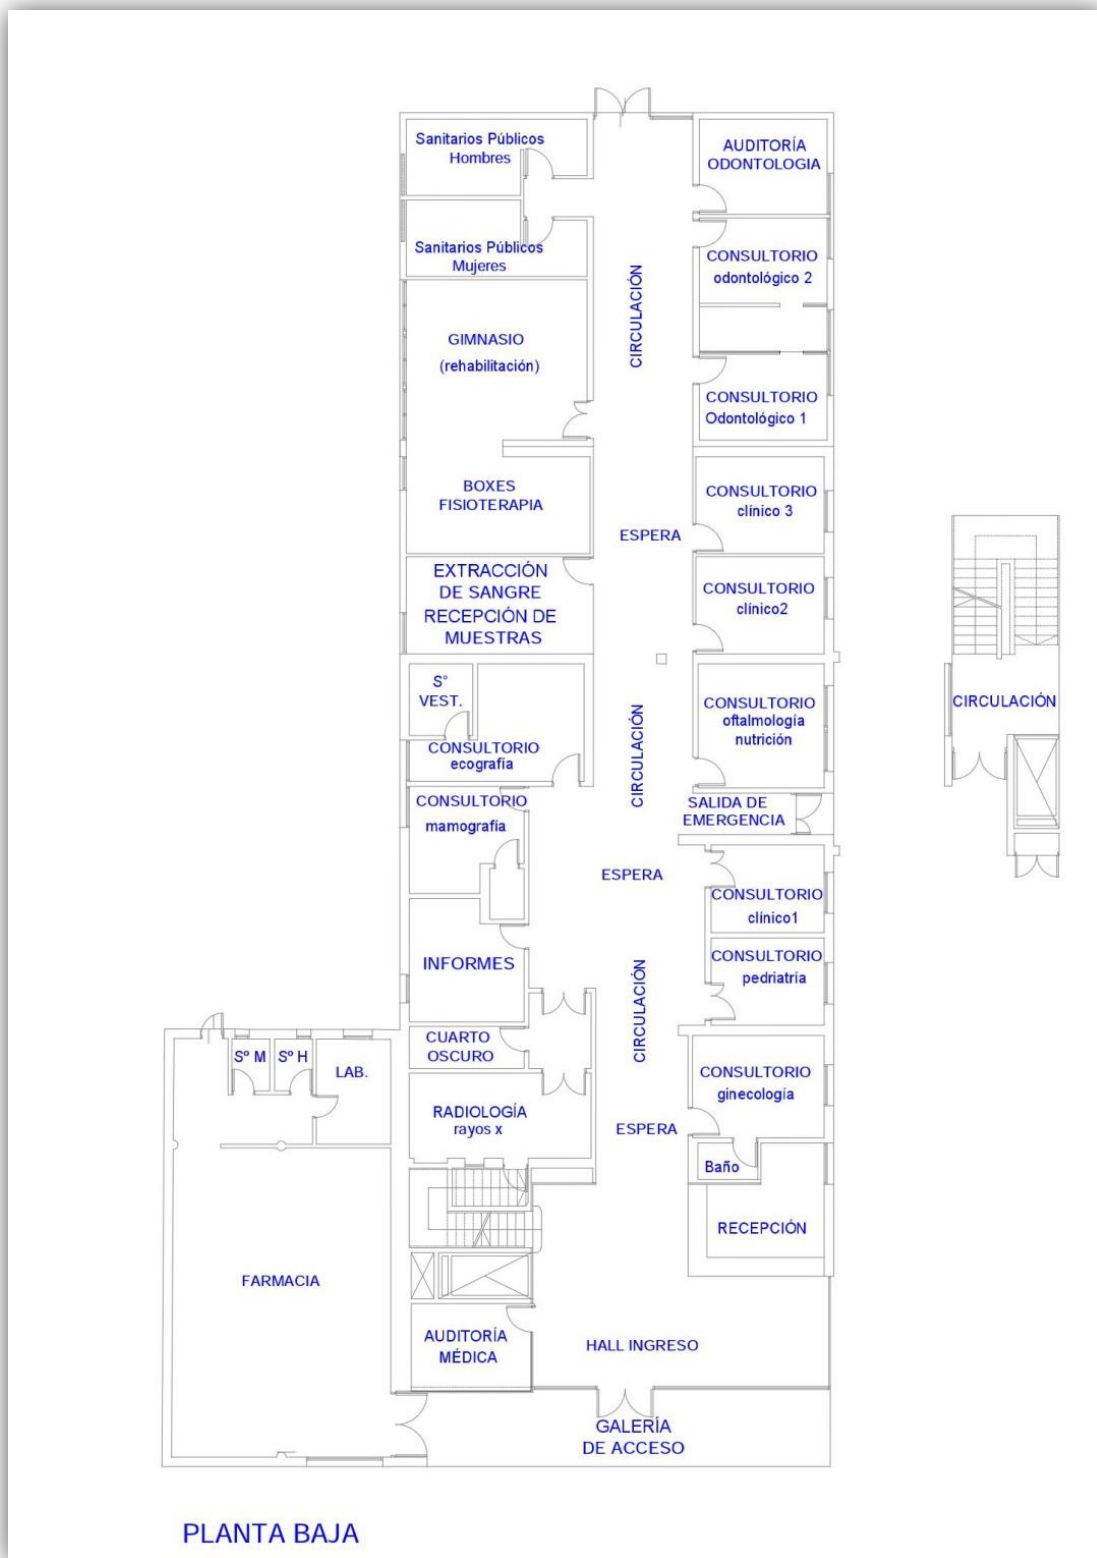 Sanitarios Públicos
Hombres
AUDITORÍA
ODONTOLOGIA
Sanitarios Públicos
Mujeres
CONSULTORIO
odontológico 2
CIRCULACIÓN
GIMNASIO
(rehabilitación)
CONSULTORIO
Odontológico 1
BOXES
FISIOTERAPIA
CONSULTORIO
clínico 3
ESPERA
EXTRACCIÓN
DE SANGRE
RECEPCIÓN DE
MUESTRAS
CONSULTORIO
clínico2
S°
VEST.
CONSULTORIO
oftalmología
nutrición
CIRCULACIÓN
CIRCULACIÓN
CONSULTORIO
ecografía
CONSULTORIO
mamografía
SALIDA DE
EMERGENCIA
ESPERA
CONSULTORIO
clínico1
INFORMES
CONSULTORIO
pedriatría
CIRCULACIÓN
CUARTO
OSCURO
Sº M
Sº H
LAB.
CONSULTORIO
ginecología
RADIOLOGÍA
rayos x
ESPERA
Baño
RECEPCIÓN
FARMACIA
AUDITORÍA
MÉDICA
HALL INGRESO
GALERÍA
DE ACCESO
PLANTA BAJA